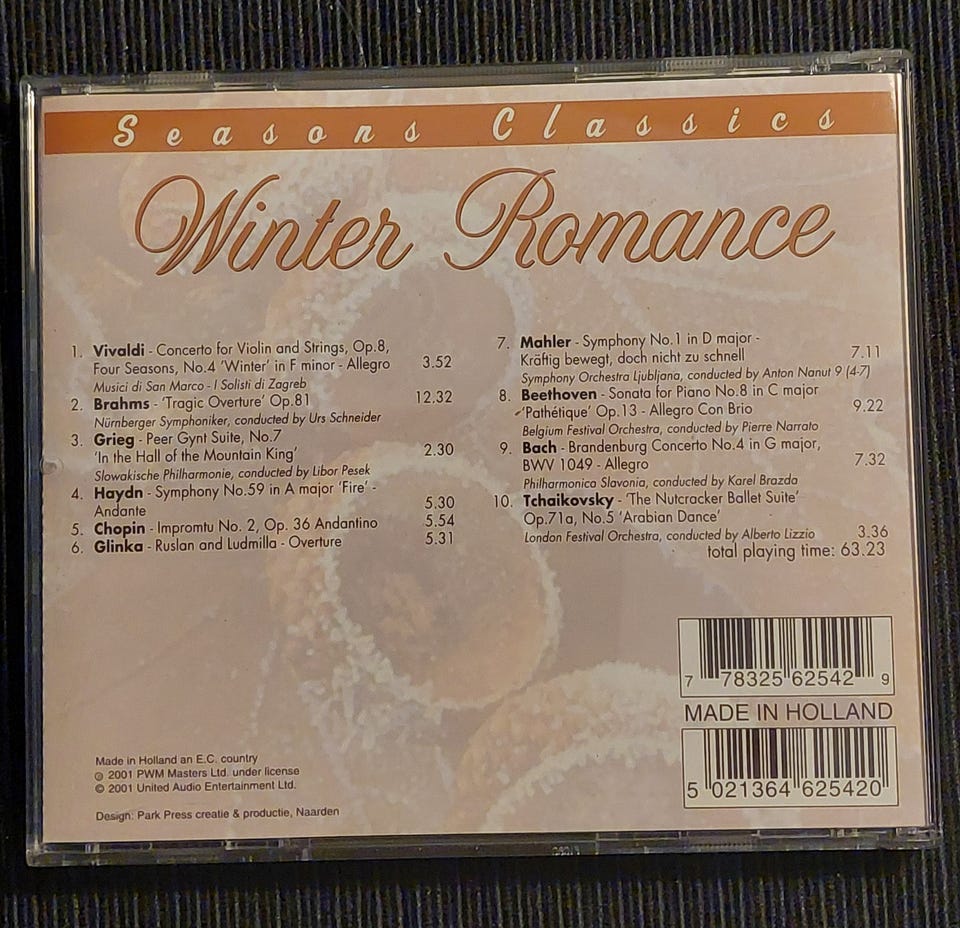 Seasons Classics
Winter Romance
1. Vivaldi - Concerto for Violin and Strings, Op.8,
Four Seasons, No.4 'Winter' in F minor - Allegro 3.52
Musici di San Marco - I Solisti di Zagreb
2. Brahms - 'Tragic Overture' Op.81 12.32
Nürnberger Symphoniker, conducted by Urs Schneider
3. Grieg - Peer Gynt Suite, No.7
'In the Hall of the Mountain King' 2.30
Slowakische Philharmonie, conducted by Libor Pesek
4. Haydn - Symphony No.59 in A major 'Fire' -
Andante 5.30
5. Chopin - Impromtu No. 2, Op. 36 Andantino 5.54
6. Glinka - Ruslan and Ludmilla - Overture 5.31
7. Mahler - Symphony No.1 in D major -
Kräftig bewegt, doch nicht zu schnell 7.11
Symphony Orchestra Ljubljana, conducted by Anton Nanut 9 (4-7)
8. Beethoven - Sonata for Piano No.8 in C major
'Pathétique' Op.13 - Allegro Con Brio 9.22
Belgium Festival Orchestra, conducted by Pierre Narrato
9. Bach - Brandenburg Concerto No.4 in G major,
BWV 1049 - Allegro 7.32
Philharmonica Slavonia, conducted by Karel Brazda
10. Tchaikovsky - 'The Nutcracker Ballet Suite'
Op.71a, No.5 'Arabian Dance'
London Festival Orchestra, conducted by Alberto Lizzio 3.36
total playing time: 63.23
7 78325 62542 9
MADE IN HOLLAND
5 021364 625420
Made in Holland an E.C. country
℗ 2001 PWM Masters Ltd. under license
© 2001 United Audio Entertainment Ltd.
Design: Park Press creatie & productie, Naarden